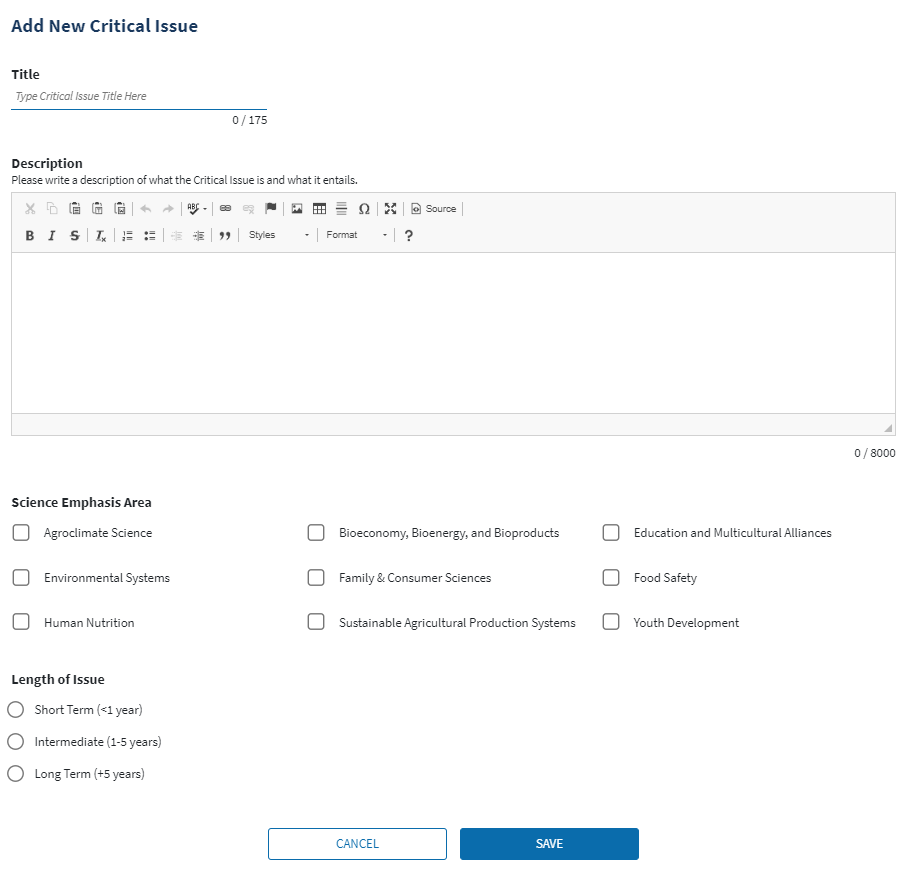 Add New Critical Issue
Title
Type Critical Issue Title Here
0 / 175
Description
Please write a description of what the Critical Issue is and what it entails.
ABC Ω Source
B I S Tx Styles Format ?
0 / 8000
Science Emphasis Area
Agroclimate Science Bioeconomy, Bioenergy, and Bioproducts Education and Multicultural Alliances
Environmental Systems Family & Consumer Sciences Food Safety
Human Nutrition Sustainable Agricultural Production Systems Youth Development
Length of Issue
Short Term (<1 year)
Intermediate (1-5 years)
Long Term (+5 years)
CANCEL SAVE